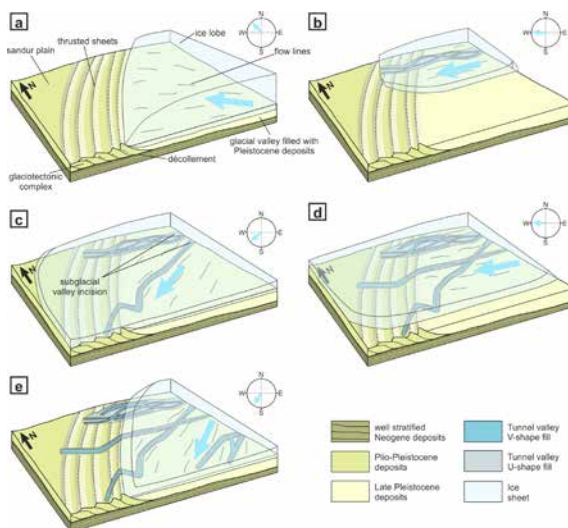 a
N
W
E
S
ice lobe
thrusted sheets
sandur plain
flow lines
N
glacial valley filled with
Pleistocene deposits
décollement
glaciotectonic
complex
b
N
W
E
S
N
c
N
W
E
S
N
subglacial
valley incision
d
N
W
E
S
N
e
N
W
E
S
N
well stratified
Neogene deposits
Plio-Pleistocene
deposits
Late Pleistocene
deposits
Tunnel valley
V-shape fill
Tunnel valley
U-shape fill
Ice
sheet